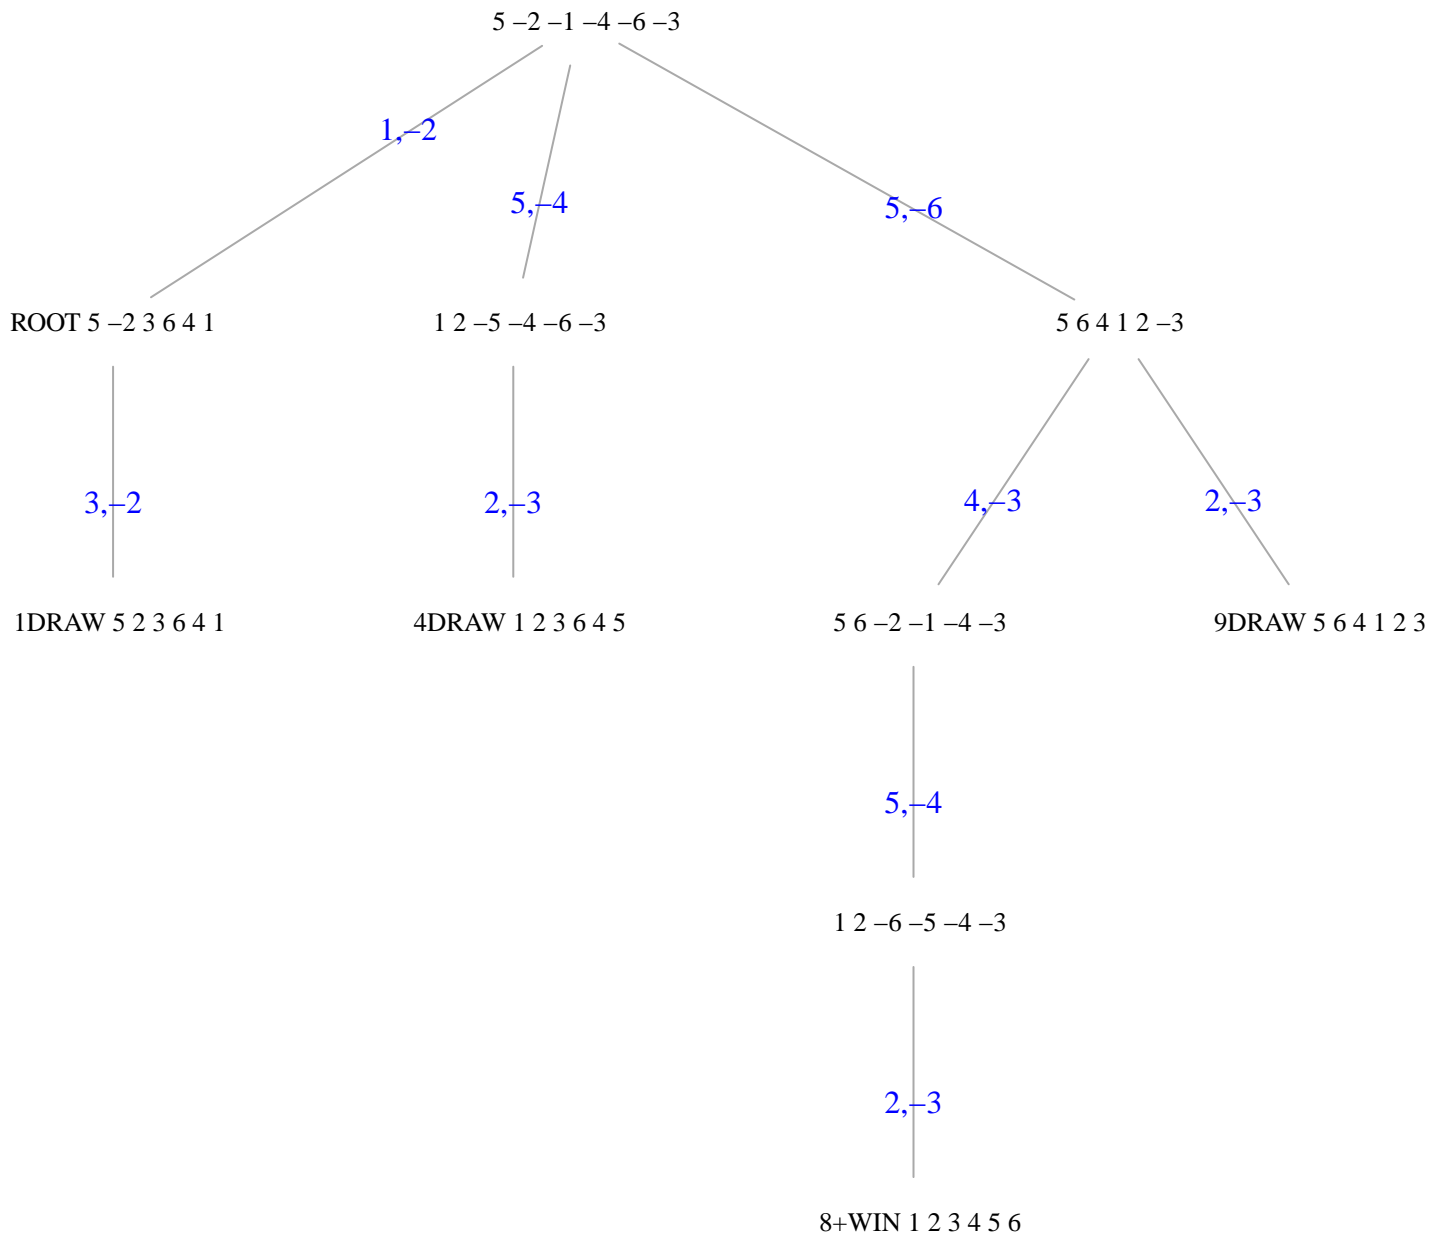 5 –2 –1 –4 –6 –3
1,–2
5,–4
5,–6
ROOT 5 –2 3 6 4 1
1 2 –5 –4 –6 –3
5 6 4 1 2 –3
3,–2
2,–3
4,–3
2,–3
1DRAW 5 2 3 6 4 1
4DRAW 1 2 3 6 4 5
5 6 –2 –1 –4 –3
9DRAW 5 6 4 1 2 3
5,–4
1 2 –6 –5 –4 –3
2,–3
8+WIN 1 2 3 4 5 6